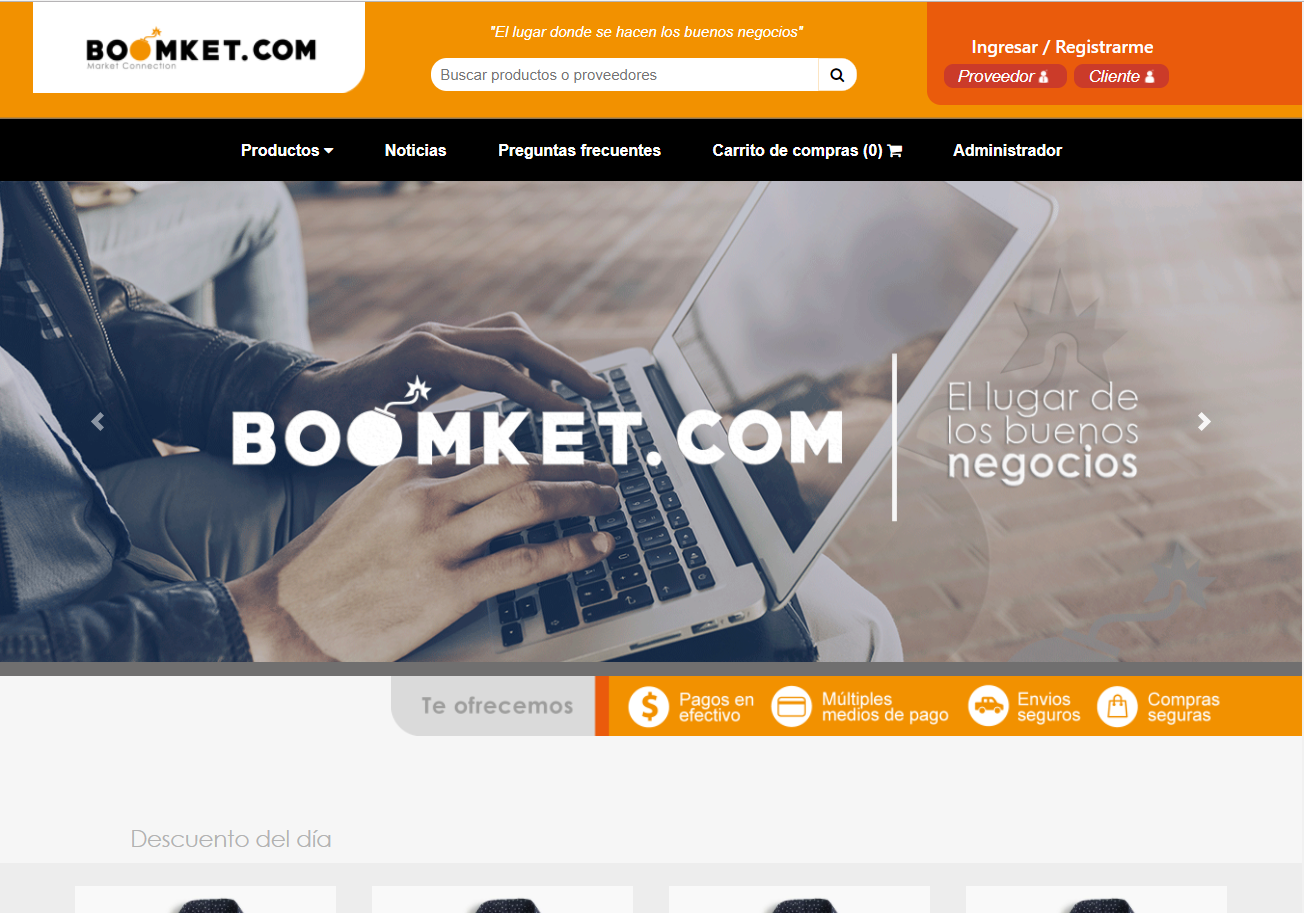 BOOMKET.COM
Market Connection
"El lugar donde se hacen los buenos negocios"
Buscar productos o proveedores
Ingresar / Registrarme
Proveedor
Cliente
Productos
Noticias
Preguntas frecuentes
Carrito de compras (0)
Administrador
BOOMKET.COM
El lugar de
los buenos
negocios
Te ofrecemos
Pagos en
efectivo
Múltiples
medios de pago
Envios
seguros
Compras
seguras
Descuento del día